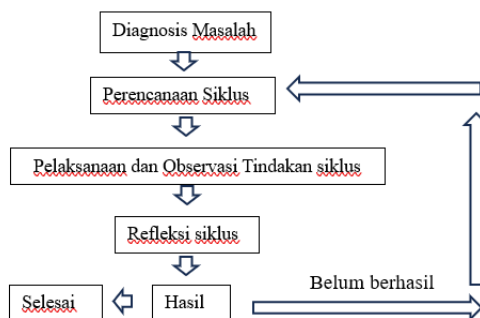 Diagnosis Masalah
Perencanaan Siklus
Pelaksanaan dan Observasi Tindakan siklus
Refleksi siklus
Belum berhasil
Selesai
Hasil